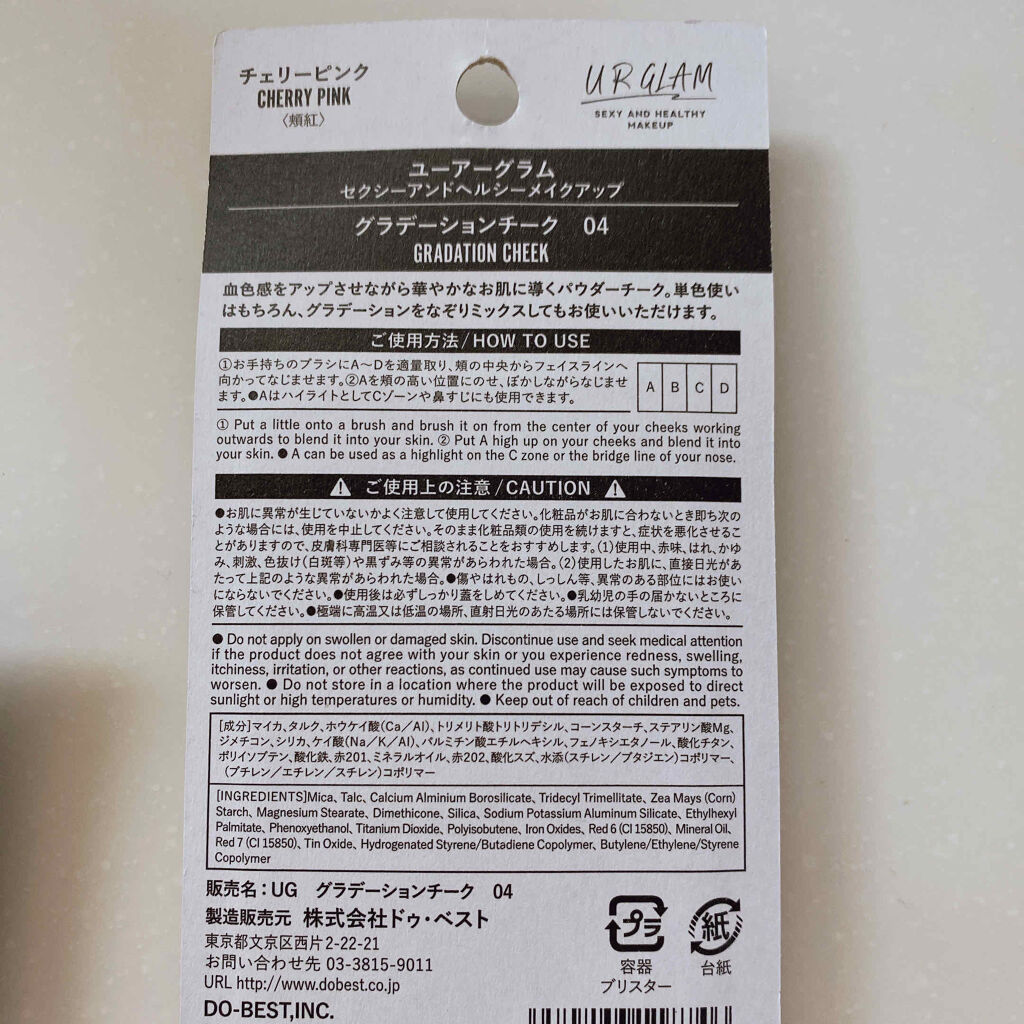 チェリーピンク
CHERRY PINK
〈頬紅〉
UR GLAM
SEXY AND HEALTHY
MAKEUP
ユーアーグラム
セクシーアンドヘルシーメイクアップ
グラデーションチーク 04
GRADATION CHEEK
血色感をアップさせながら華やかなお肌に導くパウダーチーク。単色使い
はもちろん、グラデーションをなぞりミックスしてもお使いいただけます。
ご使用方法/HOW TO USE
①お手持ちのブラシにA〜Dを適量取り、頬の中央からフェイスラインへ
向かってなじませます。②Aを頬の高い位置にのせ、ぼかしながらなじませ
ます。●AはハイライトとしてCゾーンや鼻すじにも使用できます。
A B C D
① Put a little onto a brush and brush it on from the center of your cheeks working
outwards to blend it into your skin. ② Put A high up on your cheeks and blend it into
your skin. ● A can be used as a highlight on the C zone or the bridge line of your nose.
ご使用上の注意/CAUTION
●お肌に異常が生じていないかよく注意して使用してください。化粧品がお肌に合わないとき即ち次の
ような場合には、使用を中止してください。そのまま化粧品類の使用を続けますと、症状を悪化させるこ
とがありますので、皮膚科専門医等にご相談されることをおすすめします。(1)使用中、赤味、はれ、かゆ
み、刺激、色抜け(白斑等)や黒ずみ等の異常があらわれた場合。(2)使用したお肌に、直接日光があ
たって上記のような異常があらわれた場合。●傷やはれもの、しっしん等、異常のある部位にはお使い
にならないでください。●使用後は必ずしっかり蓋をしめてください。●乳幼児の手の届かないところに
保管してください。●極端に高温又は低温の場所、直射日光のあたる場所には保管しないでください。
● Do not apply on swollen or damaged skin. Discontinue use and seek medical attention
if the product does not agree with your skin or you experience redness, swelling,
itchiness, irritation, or other reactions, as continued use may cause such symptoms to
worsen. ● Do not store in a location where the product will be exposed to direct
sunlight or high temperatures or humidity. ● Keep out of reach of children and pets.
[成分]マイカ、タルク、ホウケイ酸(Ca/Al)、トリメリト酸トリトリデシル、コーンスターチ、ステアリン酸Mg、
ジメチコン、シリカ、ケイ酸(Na/K/Al)、パルミチン酸エチルヘキシル、フェノキシエタノール、酸化チタン、
ポリイソブテン、酸化鉄、赤201、ミネラルオイル、赤202、酸化スズ、水添(スチレン/ブタジエン)コポリマー、
(ブチレン/エチレン/スチレン)コポリマー
[INGREDIENTS]Mica、Talc、Calcium Alminium Borosilicate、Tridecyl Trimellitate、Zea Mays (Corn)
Starch、Magnesium Stearate、Dimethicone、Silica、Sodium Potassium Aluminum Silicate、Ethylhexyl
Palmitate、Phenoxyethanol、Titanium Dioxide、Polyisobutene、Iron Oxides、Red 6 (CI 15850)、Mineral Oil、
Red 7 (CI 15850)、Tin Oxide、Hydrogenated Styrene/Butadiene Copolymer、Butylene/Ethylene/Styrene
Copolymer
販売名：UG グラデーションチーク 04
製造販売元 株式会社ドゥ・ベスト
東京都文京区西片2-22-21
お問い合わせ先 03-3815-9011
URL http://www.dobest.co.jp
DO-BEST,INC.
プラ
容器
ブリスター
紙
台紙